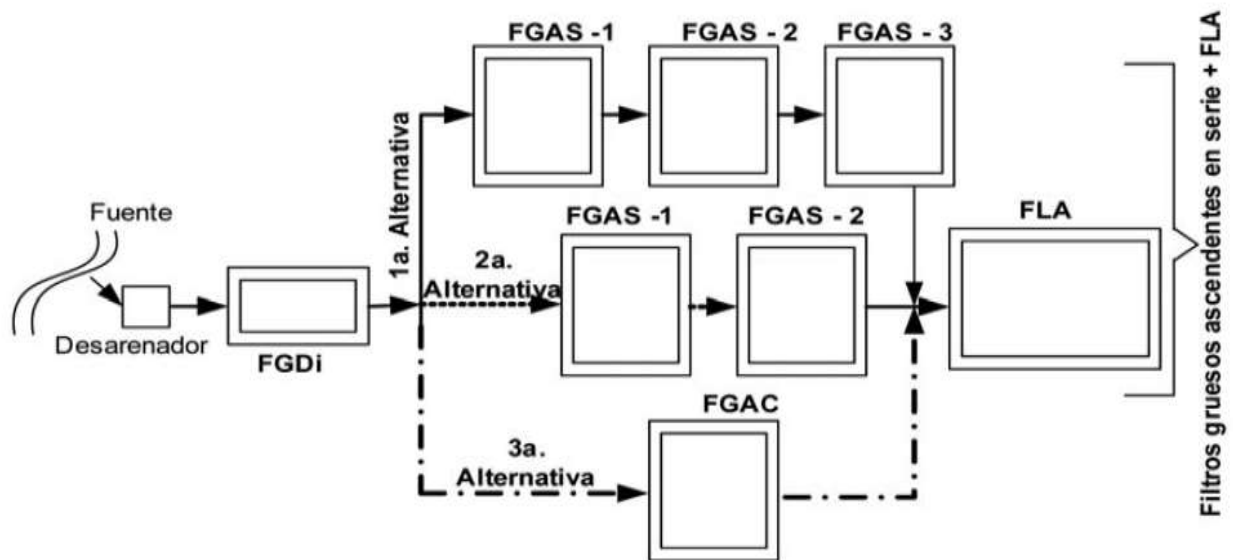 FGAS -1
FGAS - 2
FGAS - 3
1a. Alternativa
Fuente
Desarenador
FGDi
2a.
Alternativa
FGAS -1
FGAS - 2
FLA
FGAC
3a.
Alternativa
Filtros gruesos ascendentes en serie + FLA